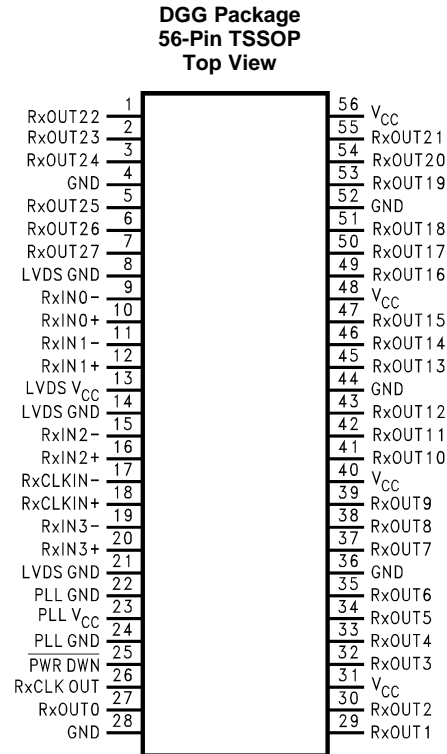 DGG Package
56-Pin TSSOP
Top View
RxOUT22 1
RxOUT23 2
RxOUT24 3
GND 4
RxOUT25 5
RxOUT26 6
RxOUT27 7
LVDS GND 8
RxIN0- 9
RxIN0+ 10
RxIN1- 11
RxIN1+ 12
LVDS VCC 13
LVDS GND 14
RxIN2- 15
RxIN2+ 16
RxCLKIN- 17
RxCLKIN+ 18
RxIN3- 19
RxIN3+ 20
LVDS GND 21
PLL GND 22
PLL VCC 23
PLL GND 24
PWR DWN 25
RxCLK OUT 26
RxOUT0 27
GND 28
56 VCC
55 RxOUT21
54 RxOUT20
53 RxOUT19
52 GND
51 RxOUT18
50 RxOUT17
49 RxOUT16
48 VCC
47 RxOUT15
46 RxOUT14
45 RxOUT13
44 GND
43 RxOUT12
42 RxOUT11
41 RxOUT10
40 VCC
39 RxOUT9
38 RxOUT8
37 RxOUT7
36 GND
35 RxOUT6
34 RxOUT5
33 RxOUT4
32 RxOUT3
31 VCC
30 RxOUT2
29 RxOUT1